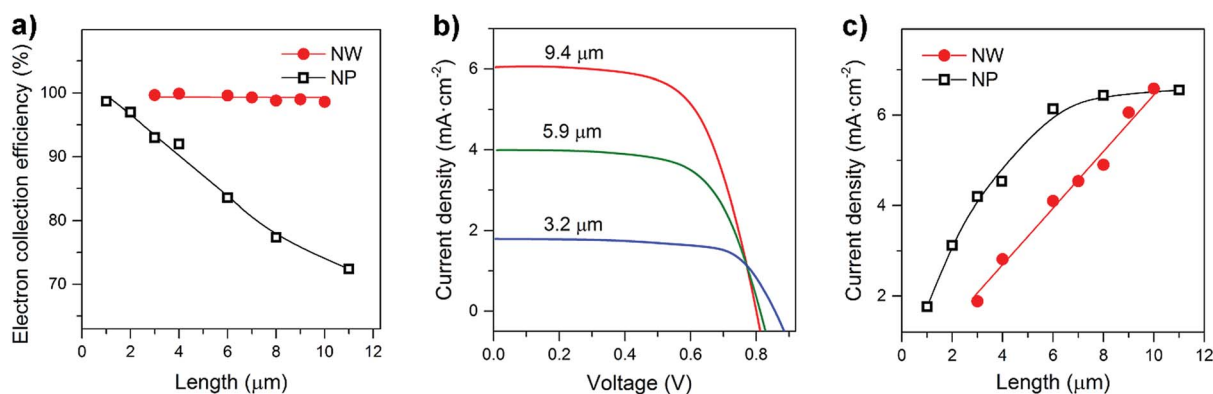 a)
Electron collection efficiency (%)
100
90
80
70
NW
NP
0 2 4 6 8 10 12
Length (μm)
b)
Current density (mA·cm⁻²)
6
4
2
0
9.4 μm
5.9 μm
3.2 μm
0.0 0.2 0.4 0.6 0.8
Voltage (V)
c)
Current density (mA·cm⁻²)
6
4
2
NW
NP
0 2 4 6 8 10 12
Length (μm)